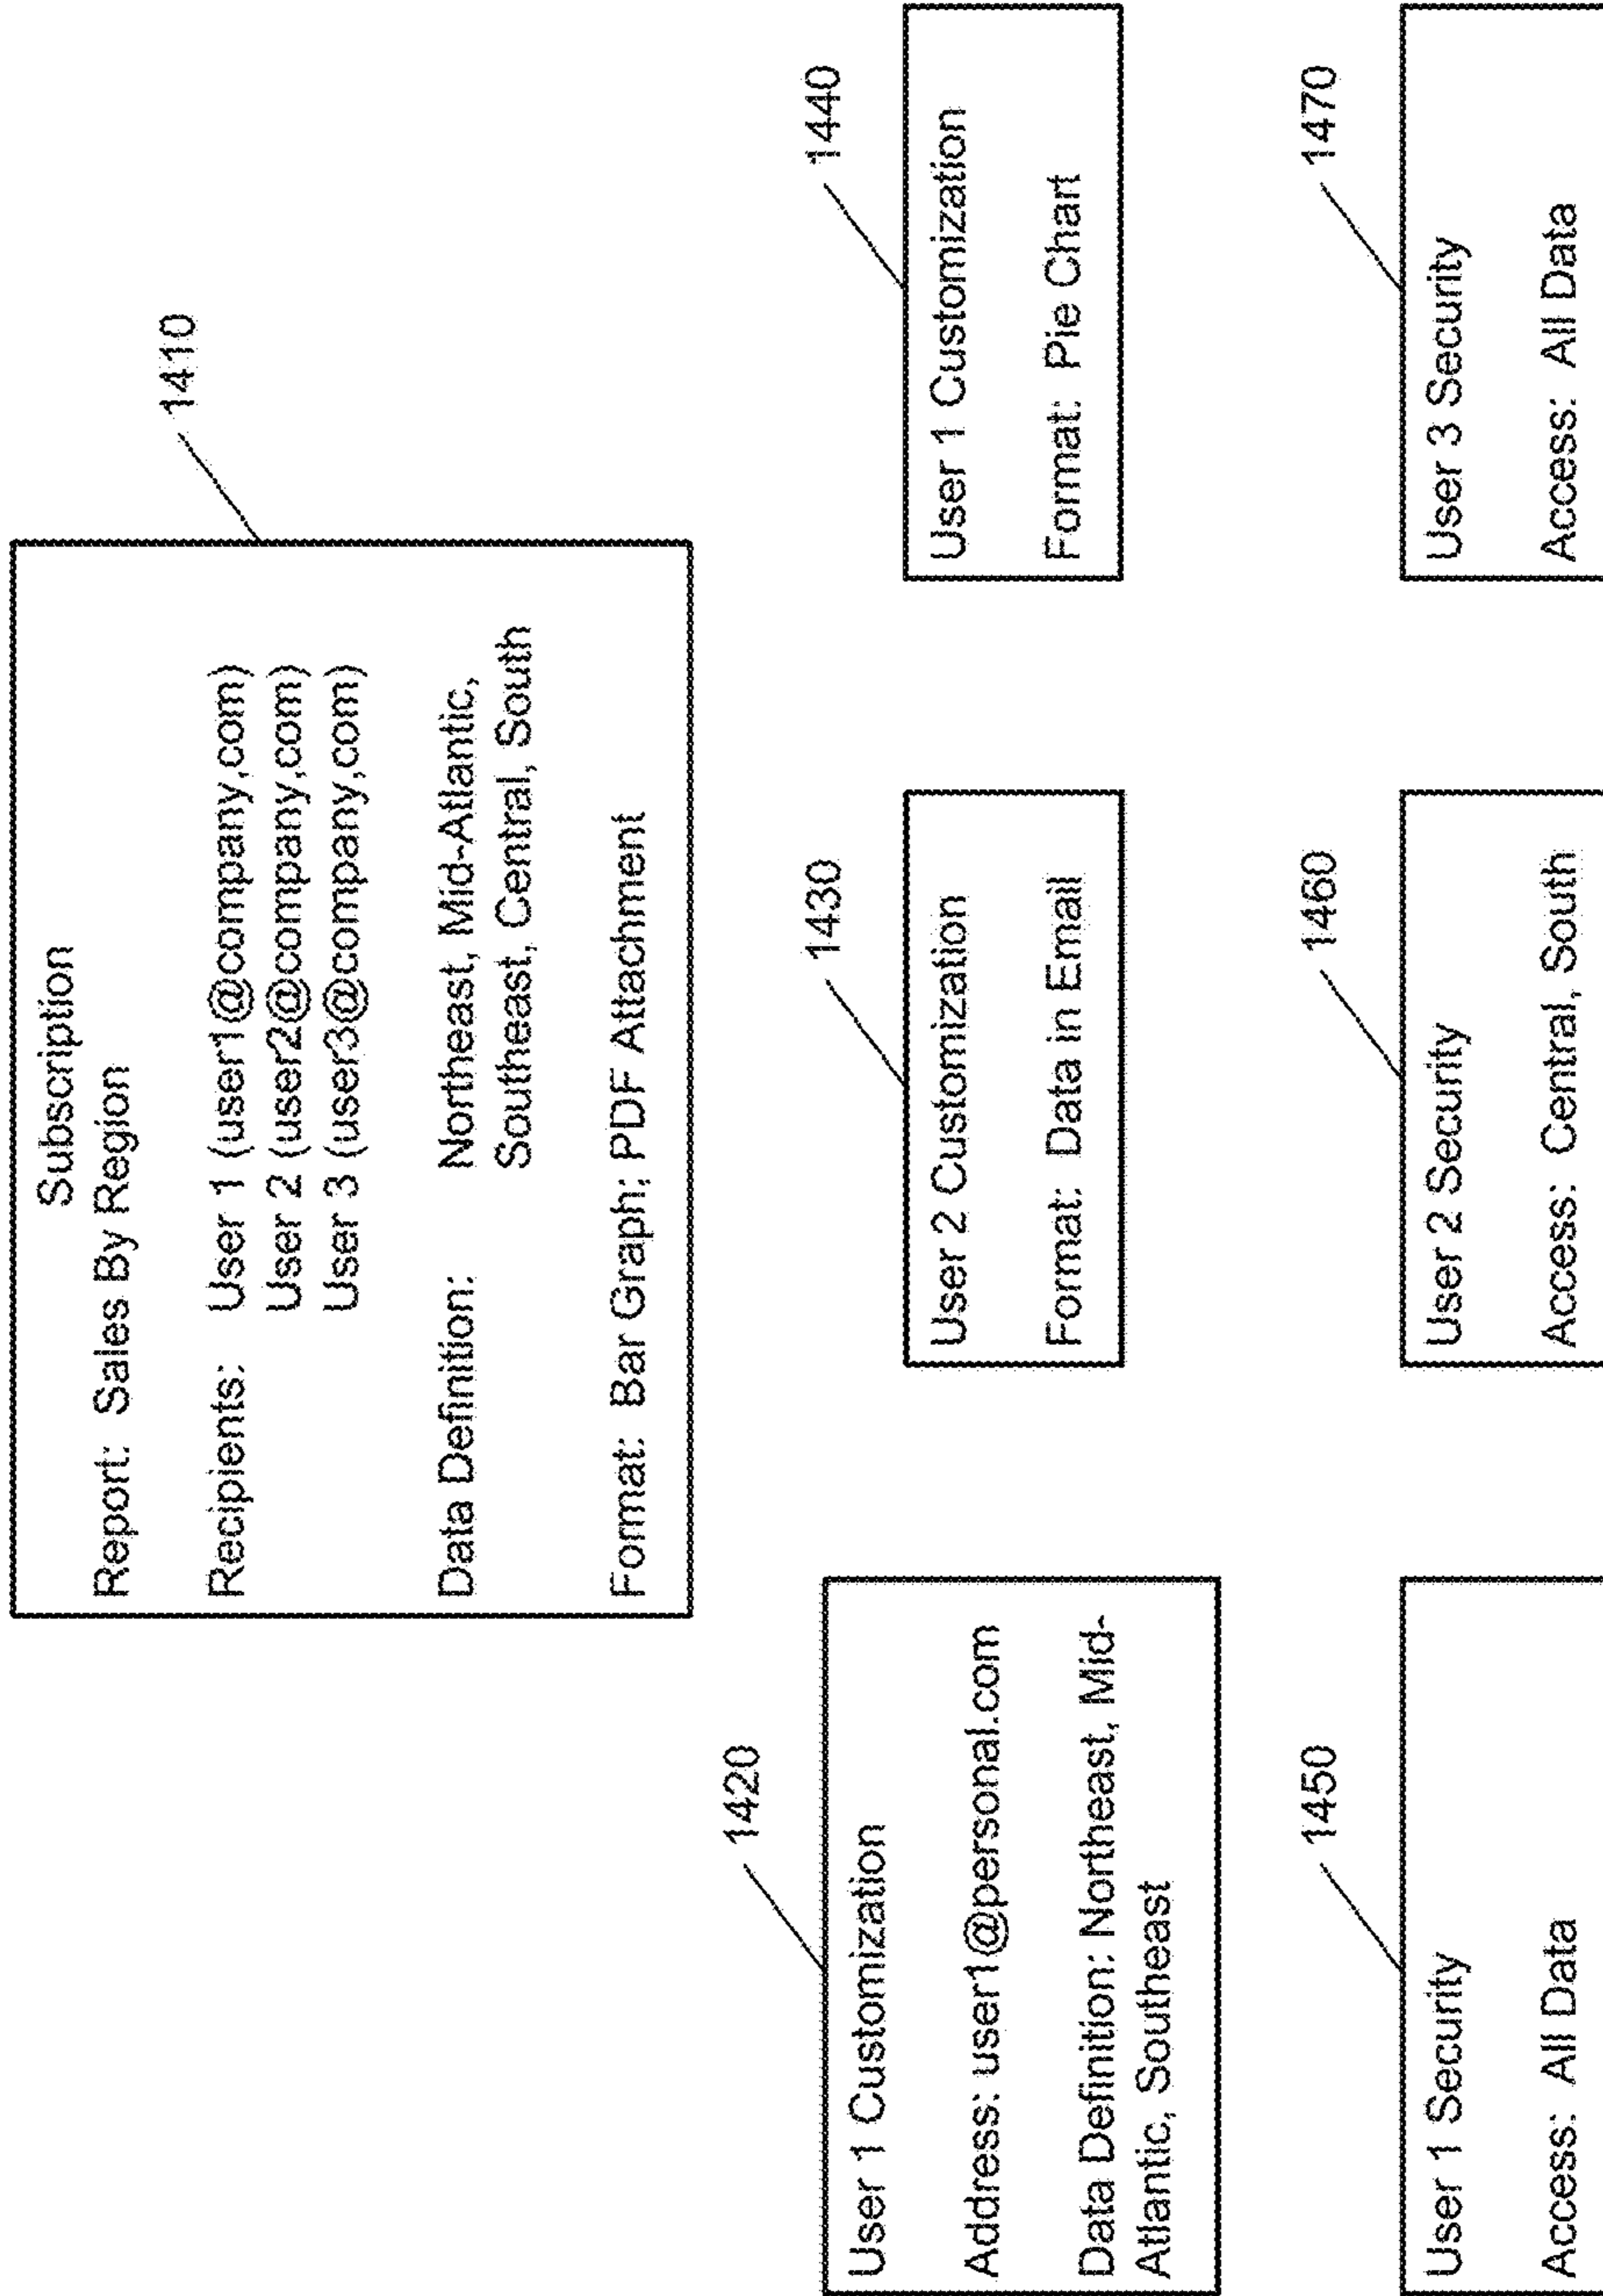 1410
Subscription
Report: Sales By Region
Recipients: User 1 (user1@company,com)
User 2 (user2@company,com)
User 3 (user3@company,com)
Data Definition: Northeast, Mid-Atlantic,
Southeast, Central, South
Format: Bar Graph; PDF Attachment
1420
User 1 Customization
Address: user1@personal.com
Data Definition: Northeast, Mid-
Atlantic, Southeast
1430
User 2 Customization
Format: Data in Email
1440
User 1 Customization
Format: Pie Chart
1450
User 1 Security
Access: All Data
1460
User 2 Security
Access: Central, South
1470
User 3 Security
Access: All Data